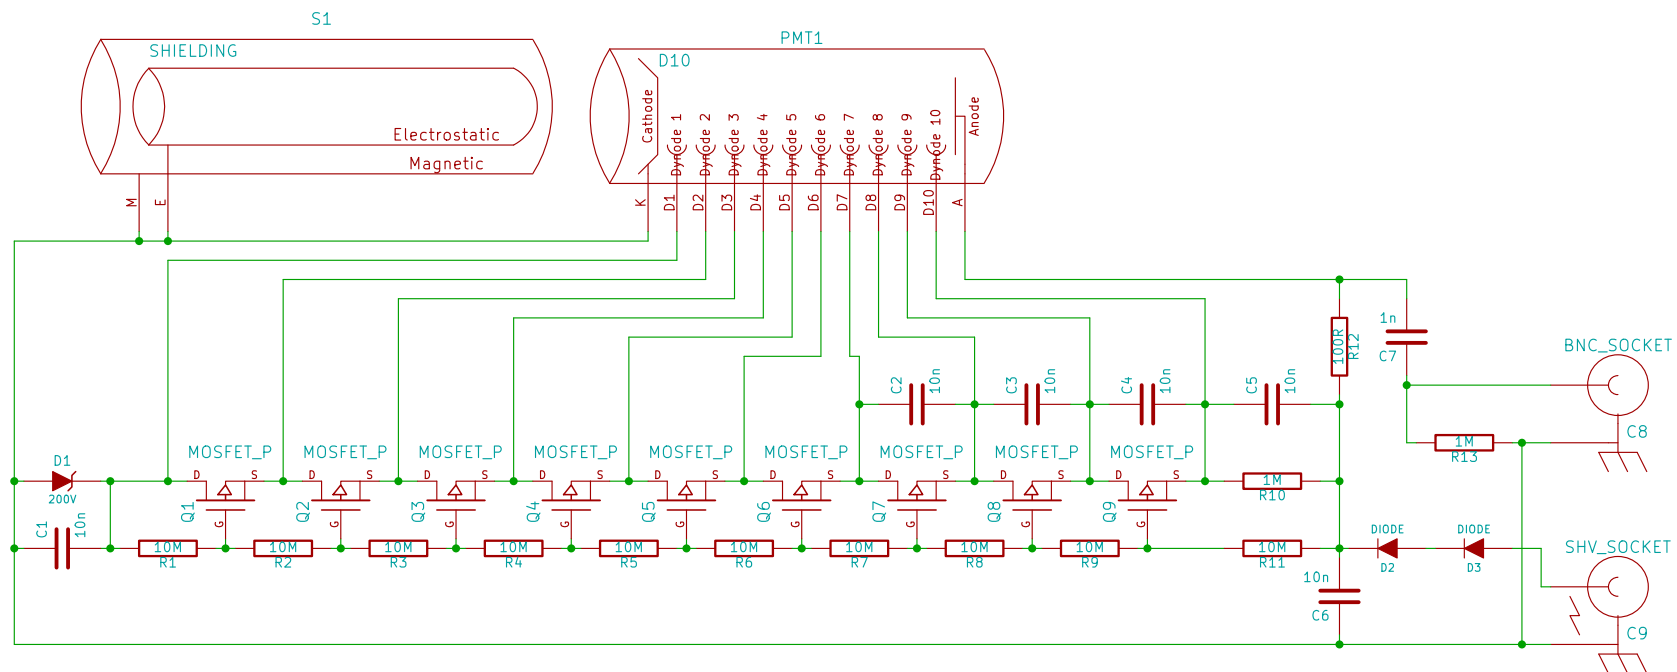 S1
SHIELDING
Electrostatic
Magnetic
M
E
PMT1
D10
Cathode
Dynode 1
Dynode 2
Dynode 3
Dynode 4
Dynode 5
Dynode 6
Dynode 7
Dynode 8
Dynode 9
Dynode 10
Anode
K
D1
D2
D3
D4
D5
D6
D7
D8
D9
D10
A
100R
R12
1n
C7
BNC_SOCKET
C8
C2
10n
C3
10n
C4
10n
C5
10n
1M
R13
D1
200V
C1
10n
MOSFET_P
D
S
G
Q1
MOSFET_P
D
S
G
Q2
MOSFET_P
D
S
G
Q3
MOSFET_P
D
S
G
Q4
MOSFET_P
D
S
G
Q5
MOSFET_P
D
S
G
Q6
MOSFET_P
D
S
G
Q7
MOSFET_P
D
S
G
Q8
MOSFET_P
D
S
G
Q9
1M
R10
10M
R1
10M
R2
10M
R3
10M
R4
10M
R5
10M
R6
10M
R7
10M
R8
10M
R9
10M
R11
DIODE
D2
DIODE
D3
SHV_SOCKET
C9
10n
C6